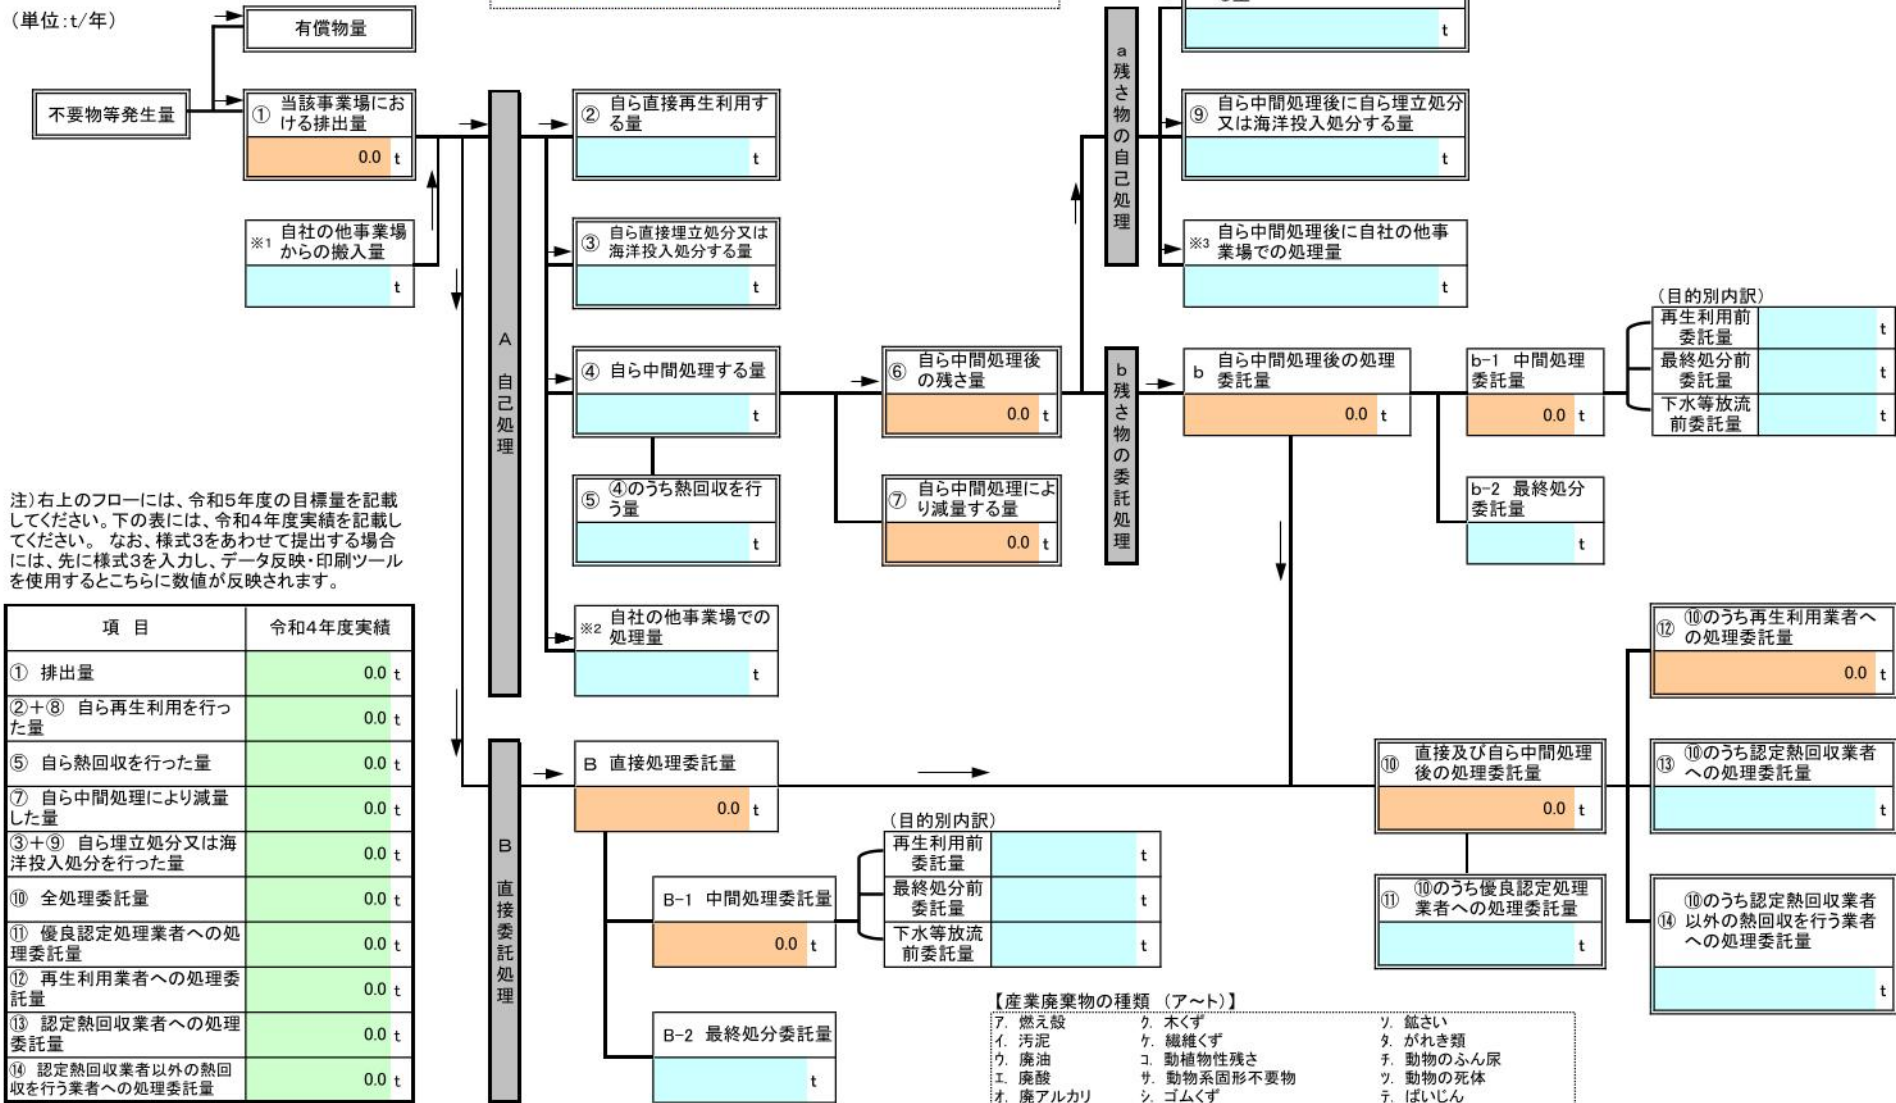 (単位:t/年)
有償物量
不要物等発生量
① 当該事業場にお
ける排出量
0.0 t
※1 自社の他事業場
からの搬入量
t
A 自己処理
② 自ら直接再生利用す
る量
t
③ 自ら直接埋立処分又は
海洋投入処分する量
t
④ 自ら中間処理する量
t
⑤ ④のうち熱回収を行
う量
t
※2 自社の他事業場での
処理量
t
⑥ 自ら中間処理後
の残さ量
0.0 t
⑦ 自ら中間処理によ
り減量する量
0.0 t
a 残さ物の自己処理
t
⑨ 自ら中間処理後に自ら埋立処分
又は海洋投入処分する量
t
※3 自ら中間処理後に自社の他事
業場での処理量
t
b 残さ物の委託処理
b 自ら中間処理後の処理
委託量
0.0 t
b-1 中間処理
委託量
0.0 t
(目的別内訳)
再生利用前
委託量
t
最終処分前
委託量
t
下水等放流
前委託量
t
b-2 最終処分
委託量
t
注)右上のフローには、令和5年度の目標量を記載
してください。下の表には、令和4年度実績を記載し
てください。 なお、様式3をあわせて提出する場合
には、先に様式3を入力し、データ反映・印刷ツール
を使用するとこちらに数値が反映されます。
項 目 令和4年度実績
① 排出量 0.0 t
②+⑧ 自ら再生利用を行っ
た量 0.0 t
⑤ 自ら熱回収を行った量 0.0 t
⑦ 自ら中間処理により減量
した量 0.0 t
③+⑨ 自ら埋立処分又は海
洋投入処分を行った量 0.0 t
⑩ 全処理委託量 0.0 t
⑪ 優良認定処理業者への処
理委託量 0.0 t
⑫ 再生利用業者への処理委
託量 0.0 t
⑬ 認定熱回収業者への処理
委託量 0.0 t
⑭ 認定熱回収業者以外の熱回
収を行う業者への処理委託量 0.0 t
B 直接委託処理
B 直接処理委託量
0.0 t
B-1 中間処理委託量
0.0 t
(目的別内訳)
再生利用前
委託量
t
最終処分前
委託量
t
下水等放流
前委託量
t
B-2 最終処分委託量
t
⑩ 直接及び自ら中間処理
後の処理委託量
0.0 t
⑪ ⑩のうち優良認定処理
業者への処理委託量
t
⑫ ⑩のうち再生利用業者へ
の処理委託量
0.0 t
⑬ ⑩のうち認定熱回収業者
への処理委託量
t
⑭ ⑩のうち認定熱回収業者
以外の熱回収を行う業者
への処理委託量
t
【産業廃棄物の種類 (ア~ト)】
ア. 燃え殻 ク. 木くず ソ. 鉱さい
イ. 汚泥 ケ. 繊維くず タ. がれき類
ウ. 廃油 コ. 動植物性残さ チ. 動物のふん尿
エ. 廃酸 サ. 動物系固形不要物 ツ. 動物の死体
オ. 廃アルカリ シ. ゴムくず テ. ばいじん